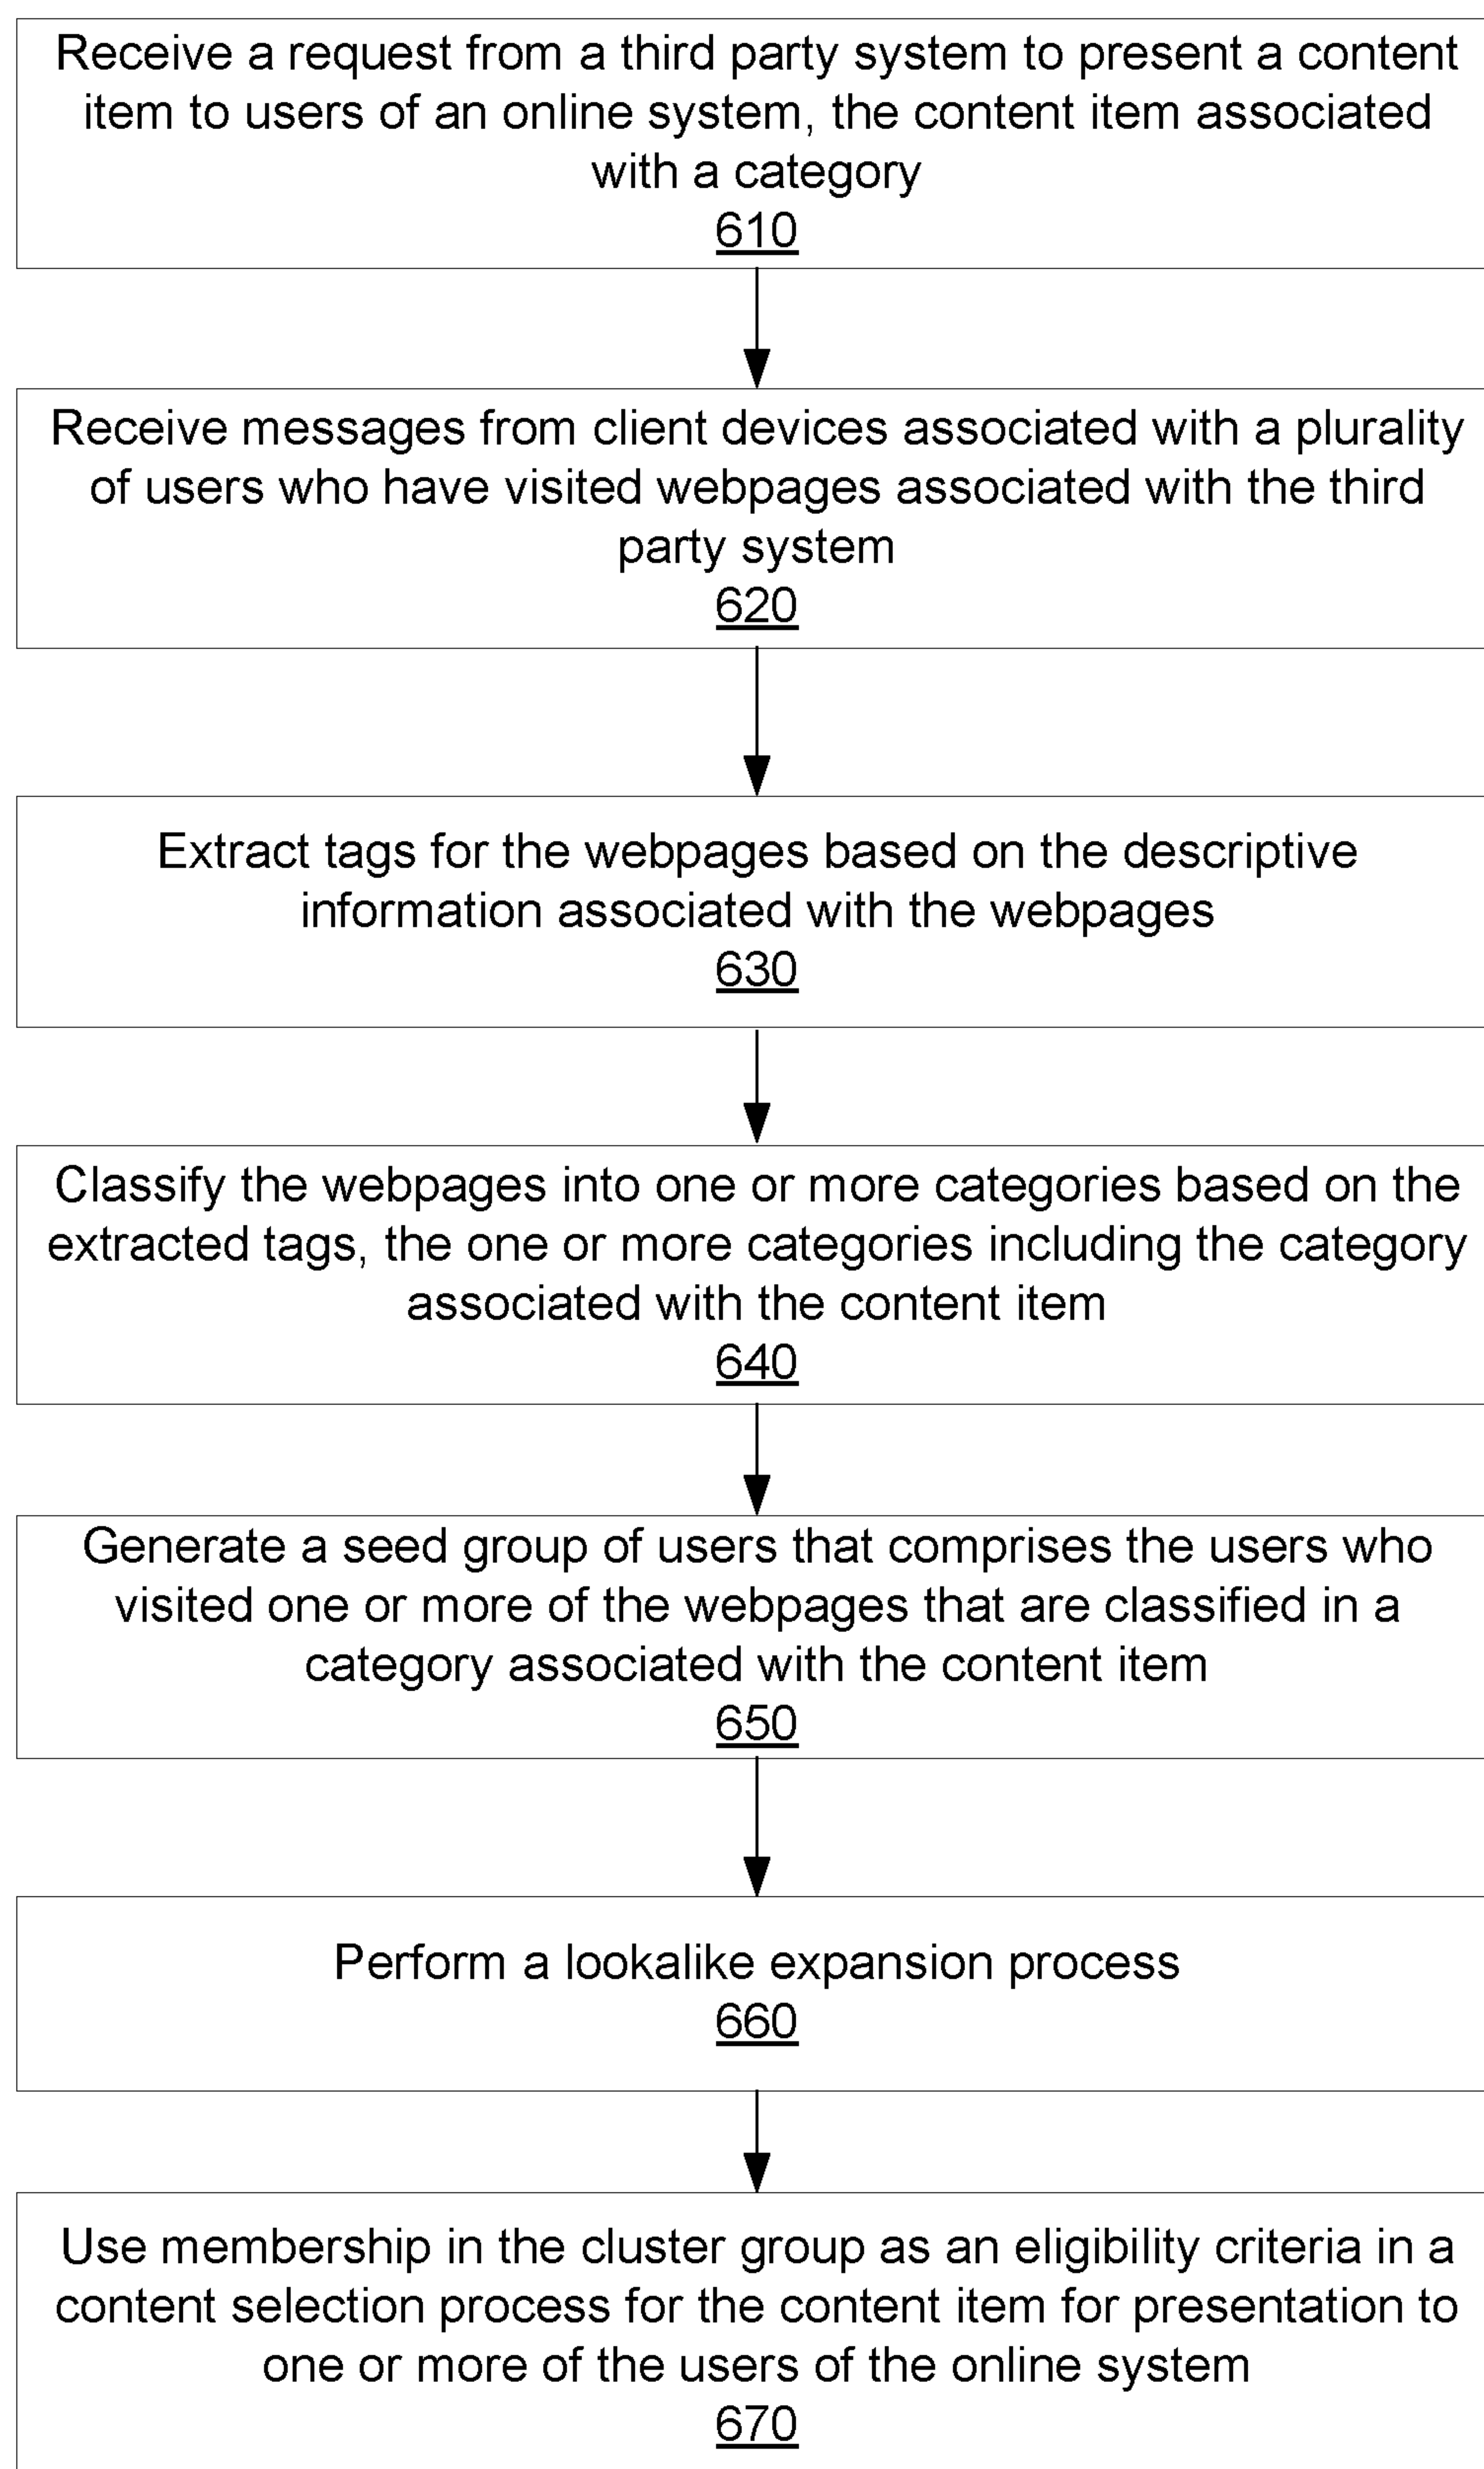 Receive a request from a third party system to present a content
item to users of an online system, the content item associated
with a category
610
Receive messages from client devices associated with a plurality
of users who have visited webpages associated with the third
party system
620
Extract tags for the webpages based on the descriptive
information associated with the webpages
630
Classify the webpages into one or more categories based on the
extracted tags, the one or more categories including the category
associated with the content item
640
Generate a seed group of users that comprises the users who
visited one or more of the webpages that are classified in a
category associated with the content item
650
Perform a lookalike expansion process
660
Use membership in the cluster group as an eligibility criteria in a
content selection process for the content item for presentation to
one or more of the users of the online system
670